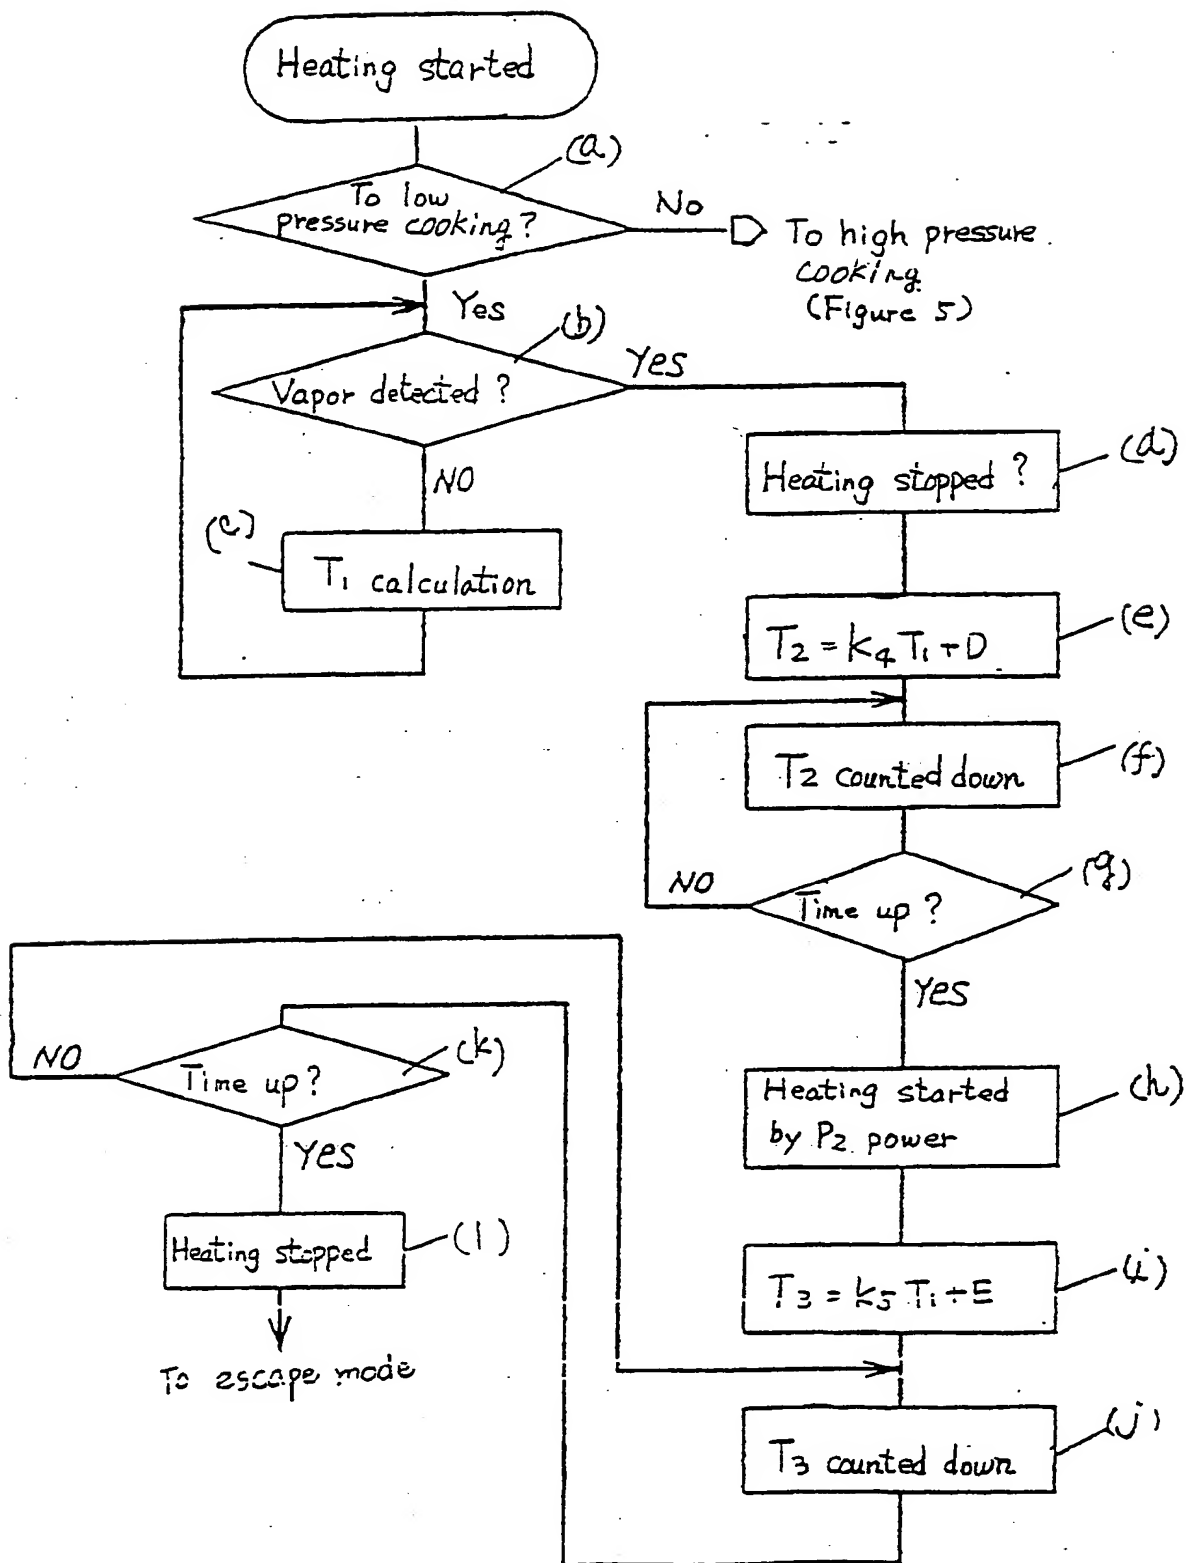 Heating started
(a)
To low
pressure cooking?
No
To high pressure
cooking
(Figure 5)
Yes
(b)
Vapor detected?
Yes
NO
(c)
T1 calculation
(d)
Heating stopped?
(e)
T2 = k4 T1 + D
(f)
T2 counted down
(g)
Time up?
NO
Yes
(h)
Heating started
by P2 power
(i)
T3 = k5 T1 + E
(j)
T3 counted down
(k)
Time up?
NO
Yes
(l)
Heating stopped
To escape mode